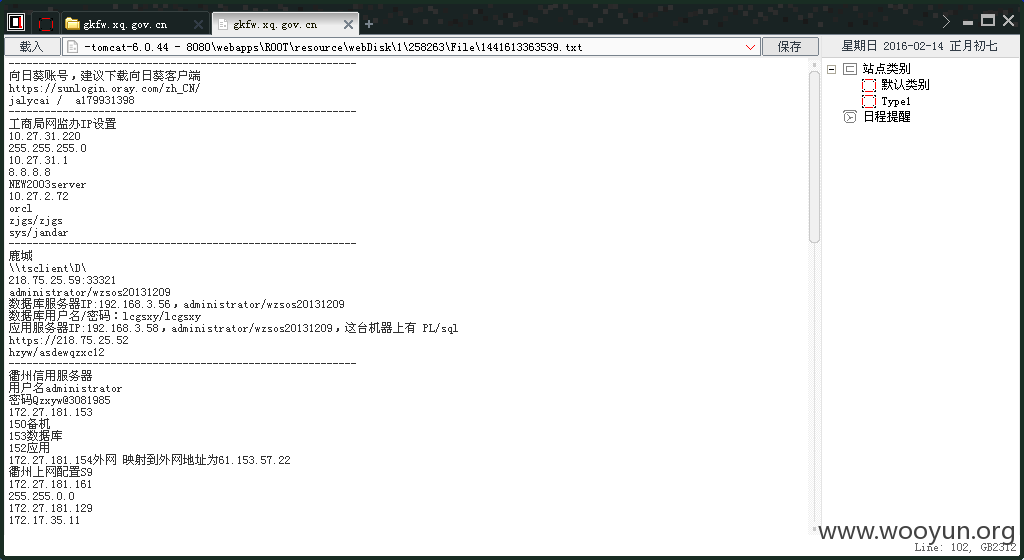 gkfw.xq.gov.cn
gkfw.xq.gov.cn
载入
-tomcat-6.0.44 - 8080\webapps\ROOT\resource\webDisk\1\258263\File\1441613363539.txt
保存
星期日 2016-02-14 正月初七
----------------------------------------------------------
向日葵账号，建议下载向日葵客户端
https://sunlogin.oray.com/zh_CN/
jalycai / a179931398
----------------------------------------------------------
工商局网监办IP设置
10.27.31.220
255.255.255.0
10.27.31.1
8.8.8.8
NEW2003server
10.27.2.72
orcl
zjgs/zjgs
sys/jandar
----------------------------------------------------------
鹿城
\\tsclient\D\
218.75.25.59:33321
administrator/wzsos20131209
数据库服务器IP:192.168.3.56，administrator/wzsos20131209
数据库用户名/密码：lcgsxy/lcgsxy
应用服务器IP:192.168.3.58，administrator/wzsos20131209，这台机器上有 PL/sql
https://218.75.25.52
hzyw/asdewqzxc12
----------------------------------------------------------
衢州信用服务器
用户名administrator
密码Qzxyw@3081985
172.27.181.153
150备机
153数据库
152应用
172.27.181.154外网 映射到外网地址为61.153.57.22
衢州上网配置S9
172.27.181.161
255.255.0.0
172.27.181.129
172.17.35.11
站点类别
默认类别
Type1
日程提醒
www.wooyun.org
Line: 102, GB2312